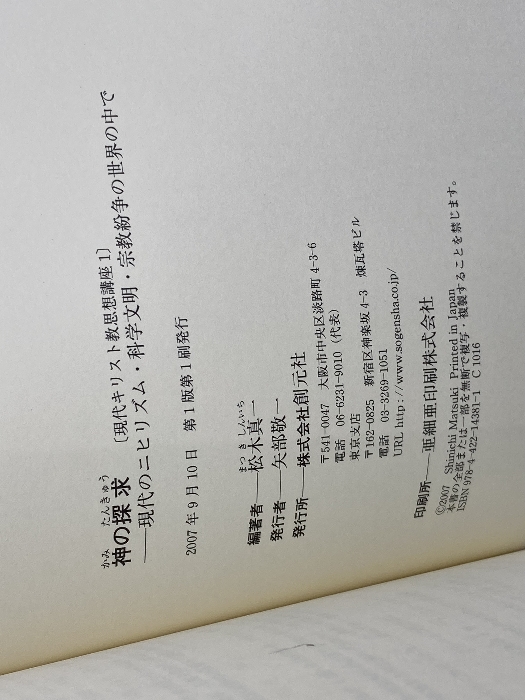 かみ たんきゅう
神の探求 〔現代キリスト教思想講座1〕
――現代のニヒリズム・科学文明・宗教紛争の世界の中で
2007年9月10日 第1版第1刷発行
まつ き しんいち
編著者――松木真一
発行者――矢部敬一
発行所――株式会社創元社
〒541-0047 大阪市中央区淡路町4-3-6
電話 06-6231-9010(代表)
東京支店
〒162-0825 新宿区神楽坂4-3 煉瓦塔ビル
電話 03-3269-1051
URL http://www.sogensha.co.jp/
印刷所――亜細亜印刷株式会社
©2007 Shinichi Matsuki Printed in Japan
本書の全部または一部を無断で複写・複製することを禁じます。
ISBN 978-4-422-14381-1 C 1016